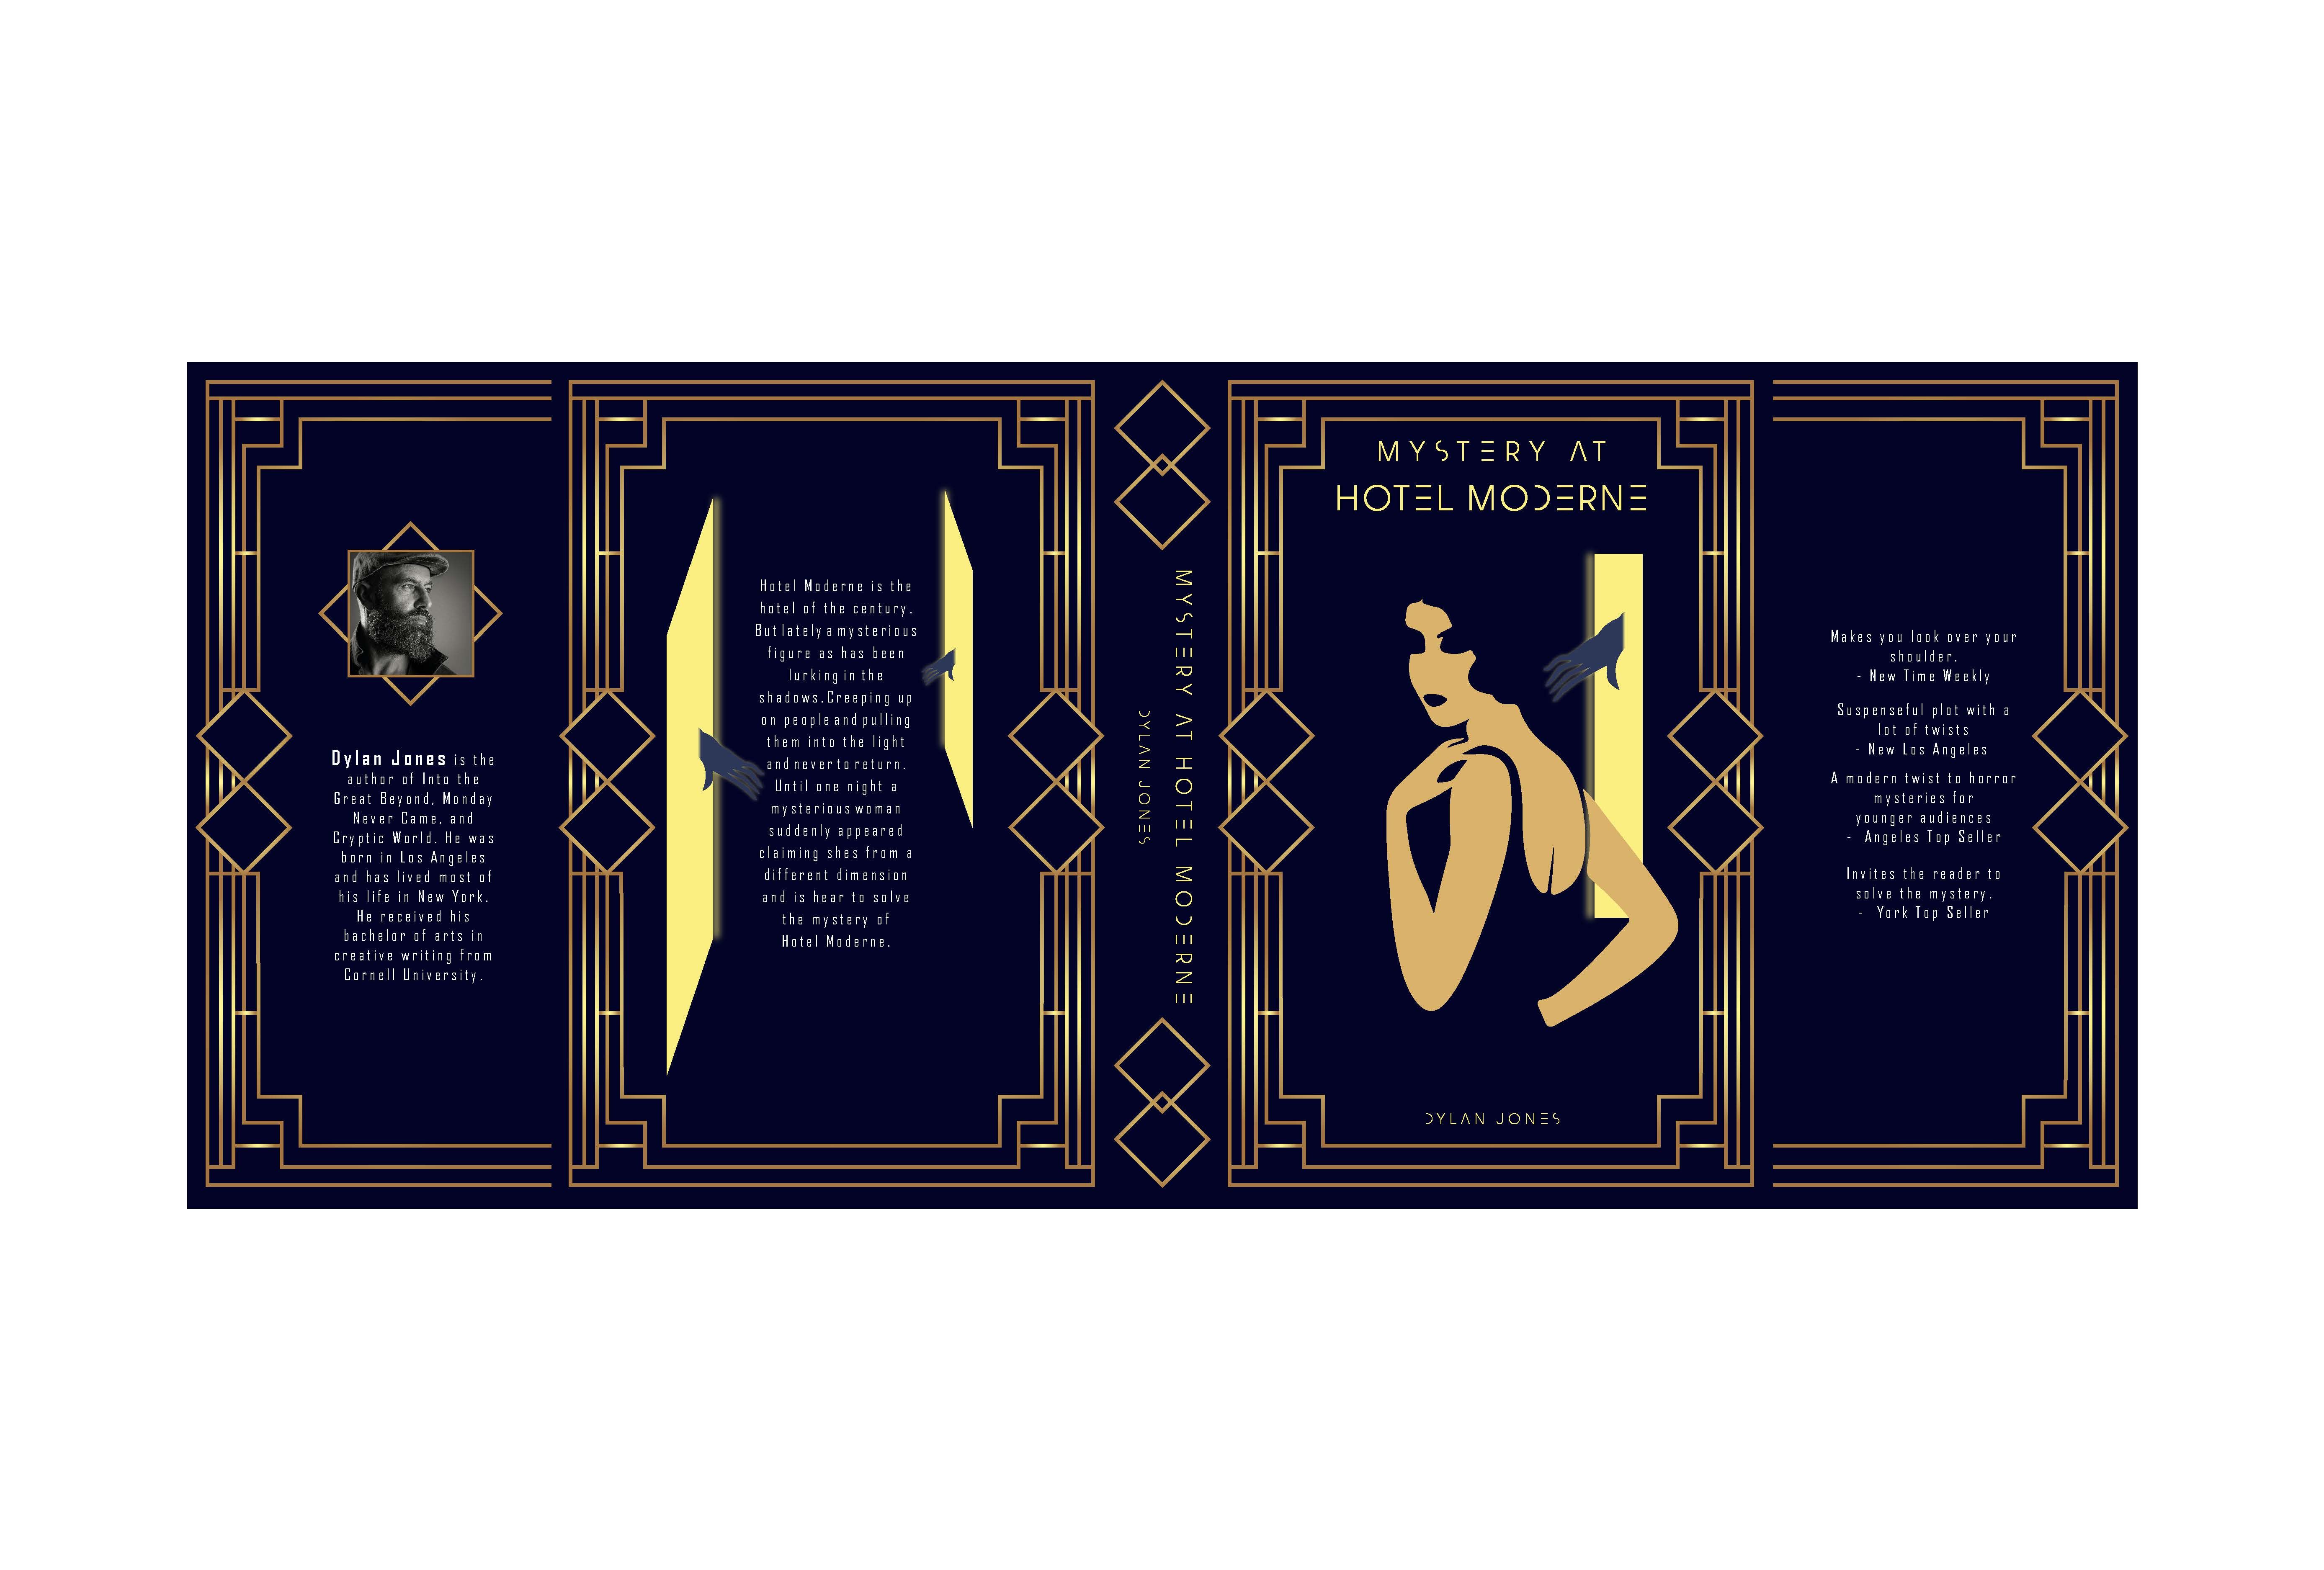 Dylan Jones is the
author of Into the
Great Beyond, Monday
Never Came, and
Cryptic World. He was
born in Los Angeles
and has lived most of
his life in New York.
He received his
bachelor of arts in
creative writing from
Cornell University.
Hotel Moderne is the
hotel of the century.
But lately a mysterious
figure as has been
lurking in the
shadows. Creeping up
on people and pulling
them into the light
and never to return.
Until one night a
mysterious woman
suddenly appeared
claiming shes from a
different dimension
and is hear to solve
the mystery of
Hotel Moderne.
MYSTERY AT HOTEL MODERNE
DYLAN JONES
MYSTERY AT
HOTEL MODERNE
DYLAN JONES
Makes you look over your
shoulder.
- New Time Weekly
Suspenseful plot with a
lot of twists
- New Los Angeles
A modern twist to horror
mysteries for
younger audiences
- Angeles Top Seller
Invites the reader to
solve the mystery.
- York Top Seller